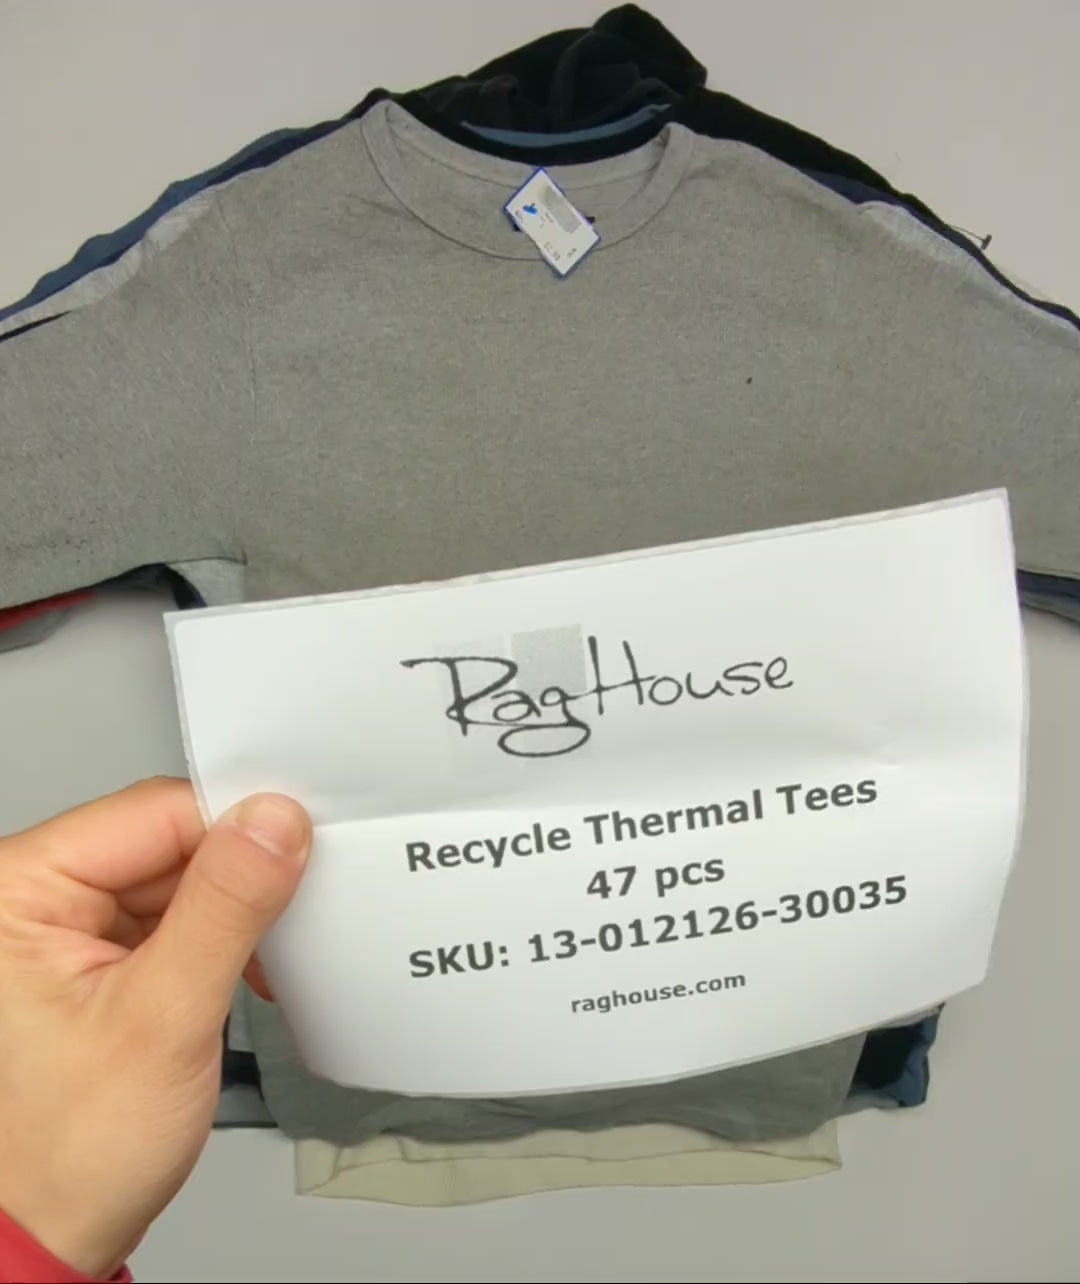 RagHouse
Recycle Thermal Tees
47 pcs
SKU: 13-012126-30035
raghouse.com